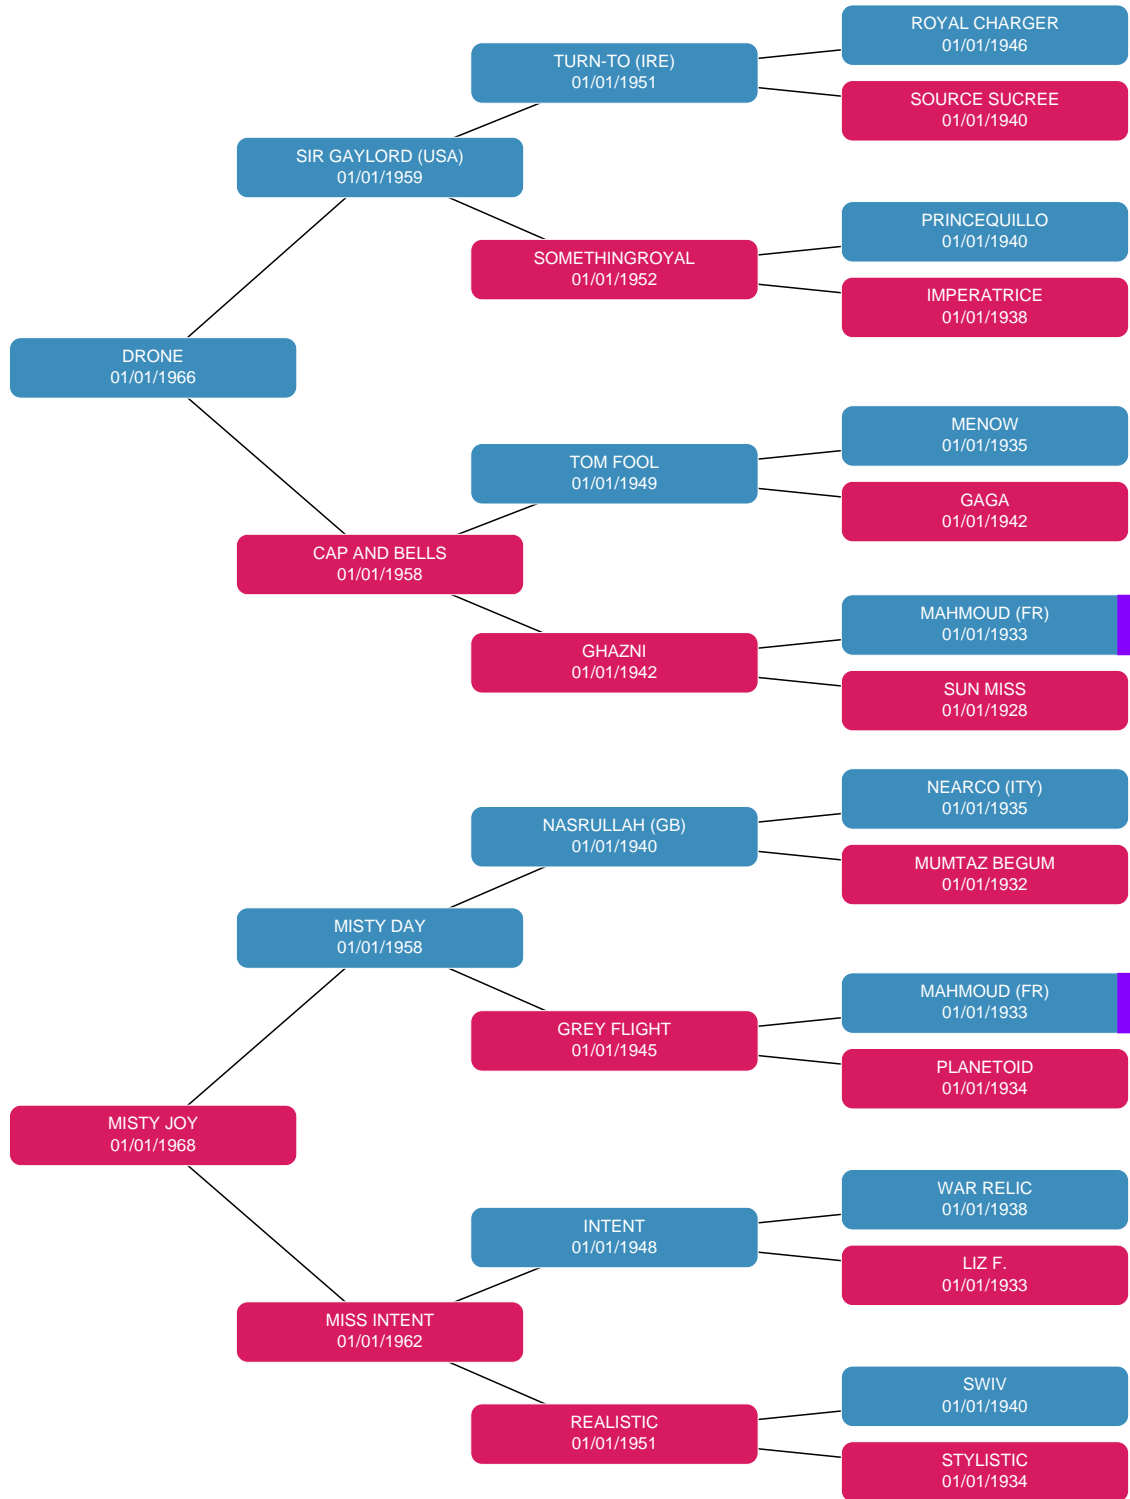 ROYAL CHARGER
01/01/1946
TURN-TO (IRE)
01/01/1951
SOURCE SUCREE
01/01/1940
SIR GAYLORD (USA)
01/01/1959
PRINCEQUILLO
01/01/1940
SOMETHINGROYAL
01/01/1952
IMPERATRICE
01/01/1938
DRONE
01/01/1966
MENOW
01/01/1935
TOM FOOL
01/01/1949
GAGA
01/01/1942
CAP AND BELLS
01/01/1958
MAHMOUD (FR)
01/01/1933
GHAZNI
01/01/1942
SUN MISS
01/01/1928
NEARCO (ITY)
01/01/1935
NASRULLAH (GB)
01/01/1940
MUMTAZ BEGUM
01/01/1932
MISTY DAY
01/01/1958
MAHMOUD (FR)
01/01/1933
GREY FLIGHT
01/01/1945
PLANETOID
01/01/1934
MISTY JOY
01/01/1968
WAR RELIC
01/01/1938
INTENT
01/01/1948
LIZ F.
01/01/1933
MISS INTENT
01/01/1962
SWIV
01/01/1940
REALISTIC
01/01/1951
STYLISTIC
01/01/1934